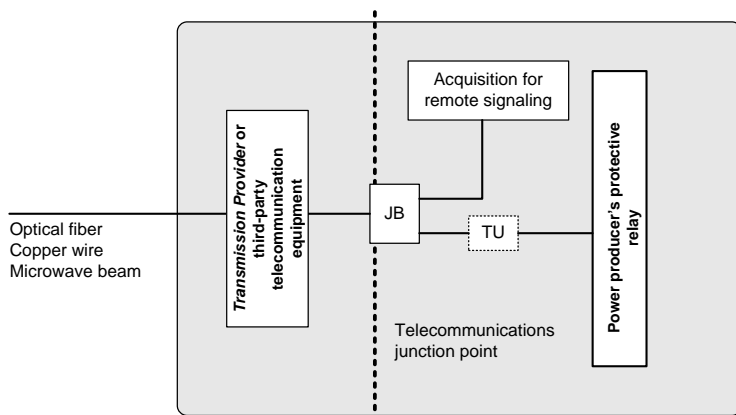 Acquisition for
remote signaling
Transmission Provider or
third-party
telecommunication
equipment
JB
TU
Power producer's protective
relay
Optical fiber
Copper wire
Microwave beam
Telecommunications
junction point